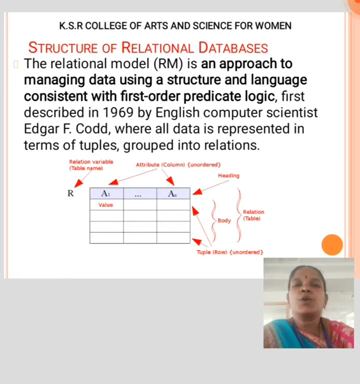 K.S.R COLLEGE OF ARTS AND SCIENCE FOR WOMEN
STRUCTURE OF RELATIONAL DATABASES
The relational model (RM) is an approach to
managing data using a structure and language
consistent with first-order predicate logic, first
described in 1969 by English computer scientist
Edgar F. Codd, where all data is represented in
terms of tuples, grouped into relations.
Relation variable
(Table name)
Attribute (Column) {unordered}
Heading
R
A₁ ... Aₙ
Value
Body
Relation
(Table)
Tuple (Row) {unordered}